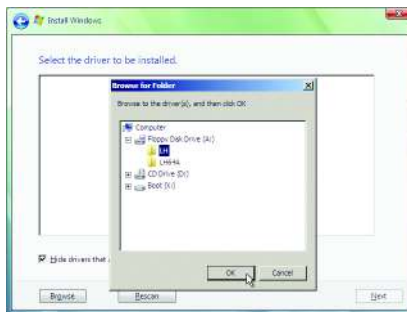 Install Windows
Select the driver to be installed.
Browse for Folder
Browse to the driver(s), and then click OK
Computer
Floppy Disk Drive (A:)
LH
LH64A
CD Drive (D:)
Boot (X:)
Hide drivers that
OK
Cancel
Browse
Rescan
Next